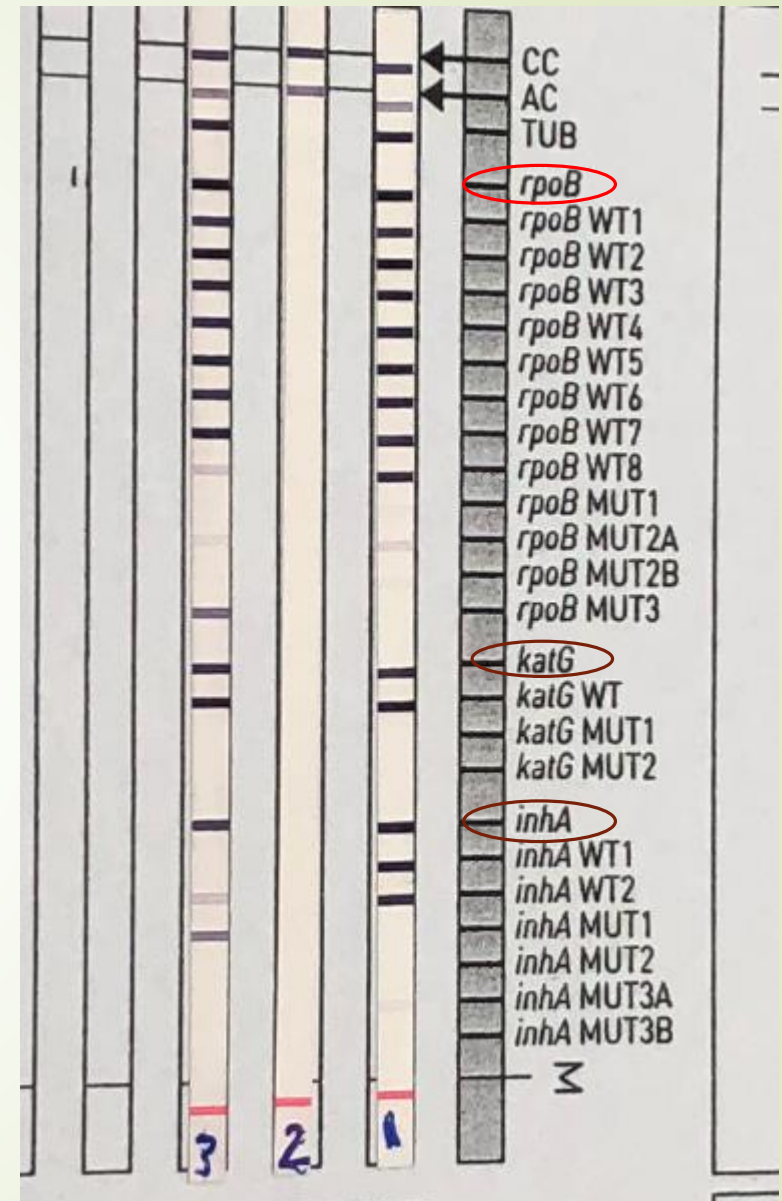 CC
AC
TUB
rpoB
rpoB WT1
rpoB WT2
rpoB WT3
rpoB WT4
rpoB WT5
rpoB WT6
rpoB WT7
rpoB WT8
rpoB MUT1
rpoB MUT2A
rpoB MUT2B
rpoB MUT3
katG
katG WT
katG MUT1
katG MUT2
inhA
inhA WT1
inhA WT2
inhA MUT1
inhA MUT2
inhA MUT3A
inhA MUT3B
M
3 2 1